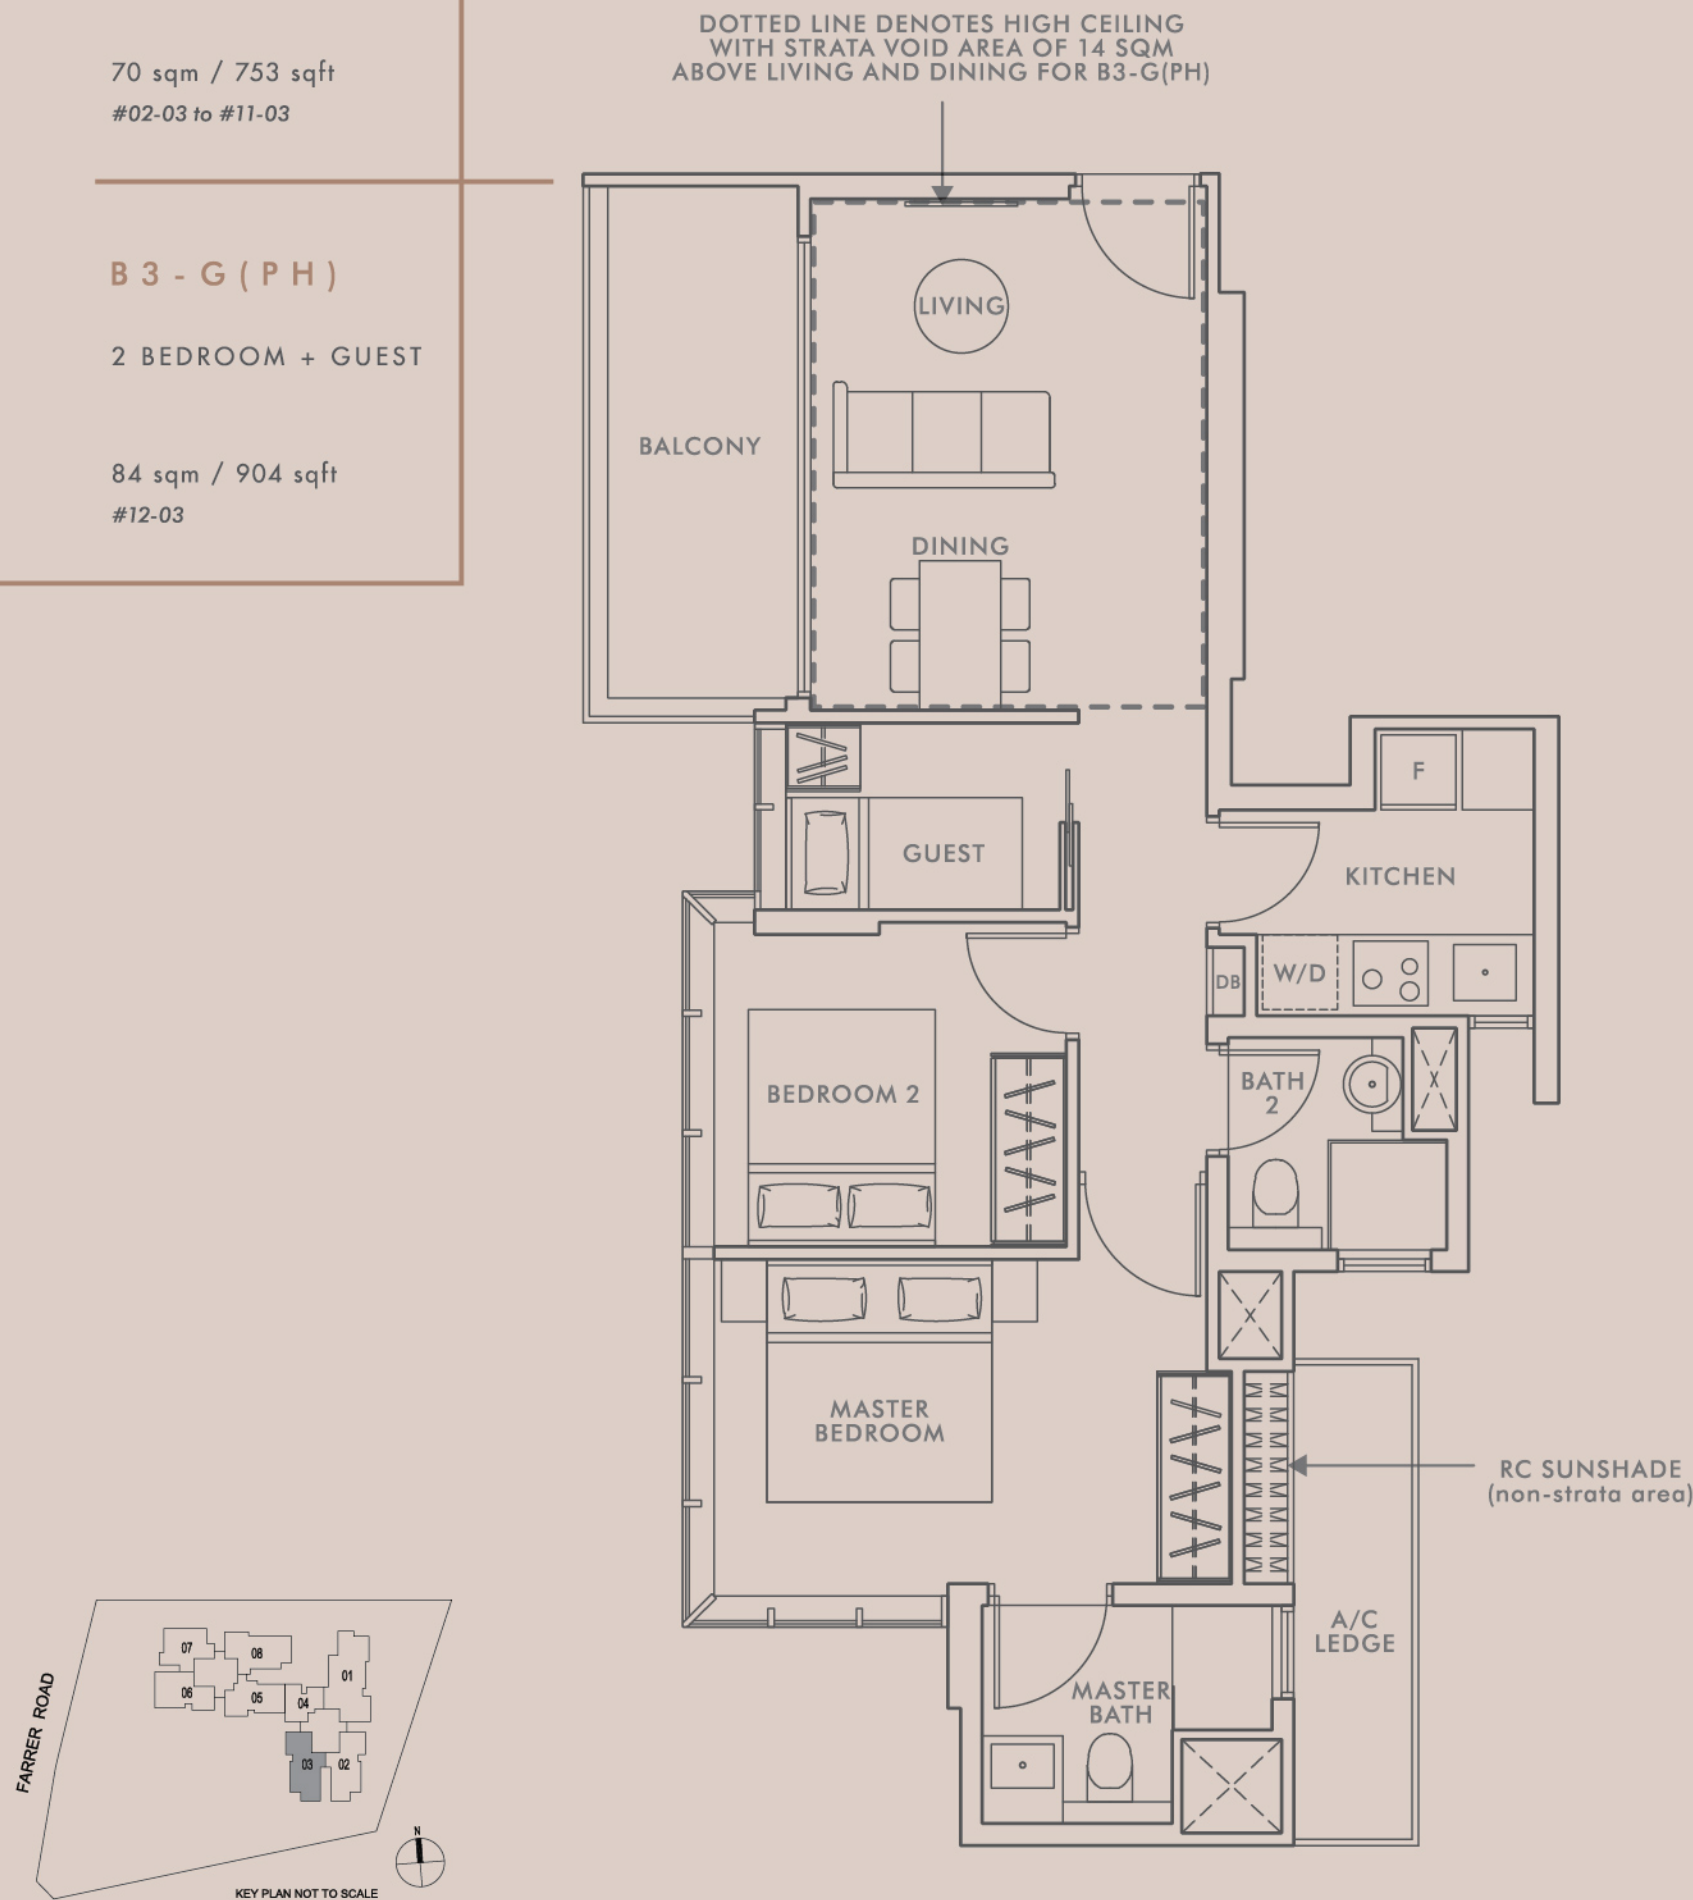 70 sqm / 753 sqft
#02-03 to #11-03
B3-G(PH)
2 BEDROOM + GUEST
84 sqm / 904 sqft
#12-03
DOTTED LINE DENOTES HIGH CEILING
WITH STRATA VOID AREA OF 14 SQM
ABOVE LIVING AND DINING FOR B3-G(PH)
LIVING
BALCONY
DINING
F
GUEST
KITCHEN
DB
W/D
BEDROOM 2
BATH
2
MASTER
BEDROOM
RC SUNSHADE
(non-strata area)
A/C
LEDGE
MASTER
BATH
07
08
01
06
05
04
03
02
FARRER ROAD
N
KEY PLAN NOT TO SCALE